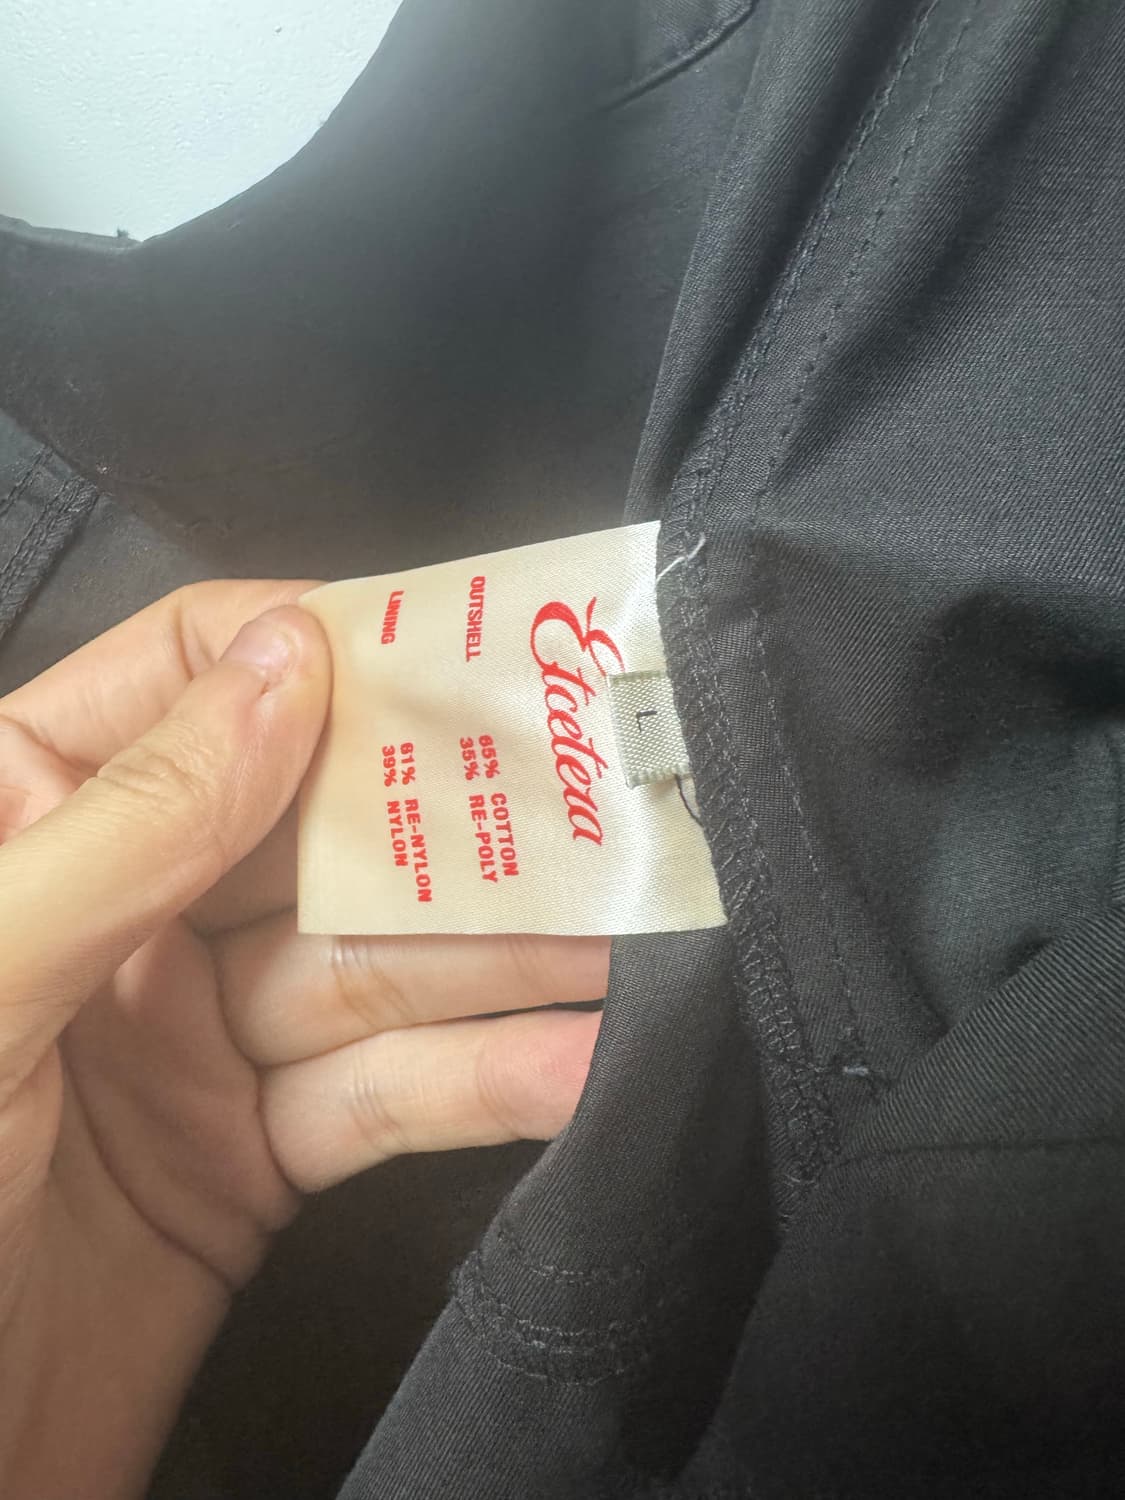 Etcetera
L
OUTSHELL 65% COTTON
35% RE-POLY
LINING 61% RE-NYLON
39% NYLON